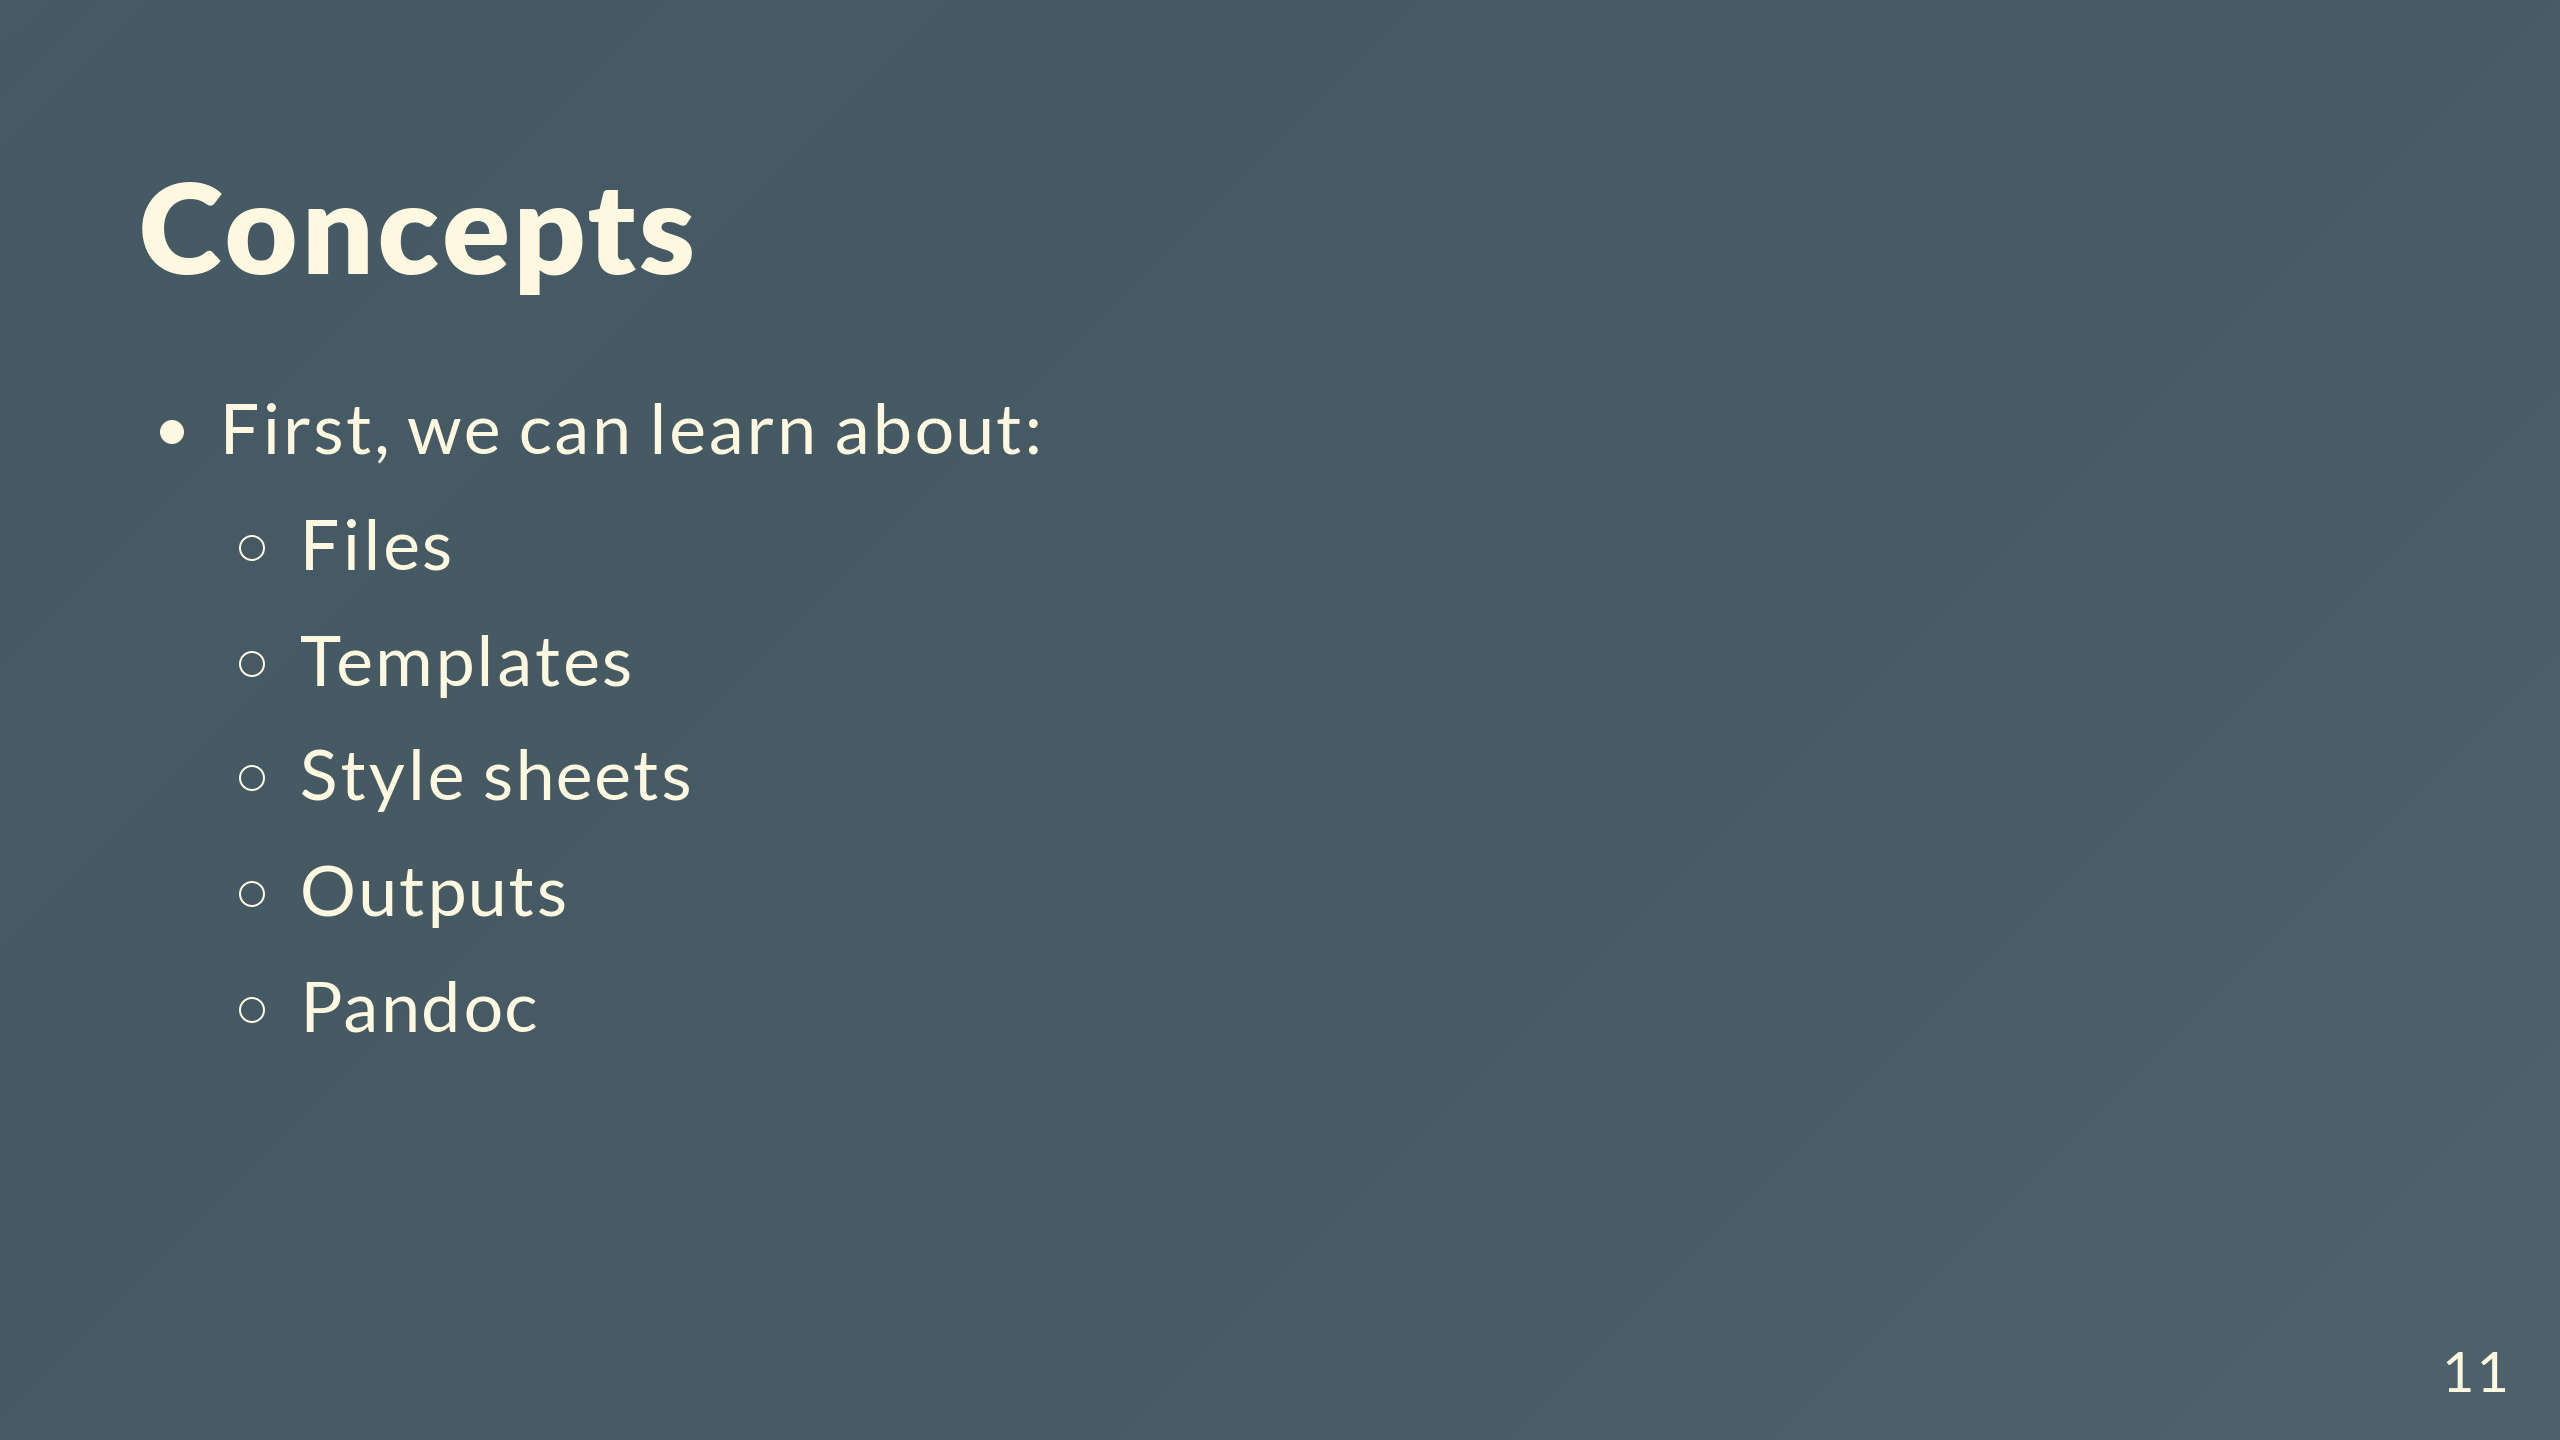 Concepts
• First, we can learn about:
○ Files
○ Templates
○ Style sheets
○ Outputs
○ Pandoc
11